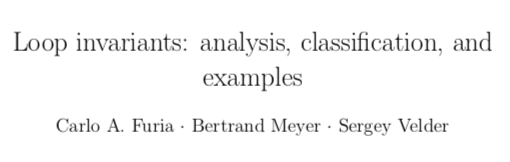 Loop invariants: analysis, classification, and
examples
Carlo A. Furia · Bertrand Meyer · Sergey Velder